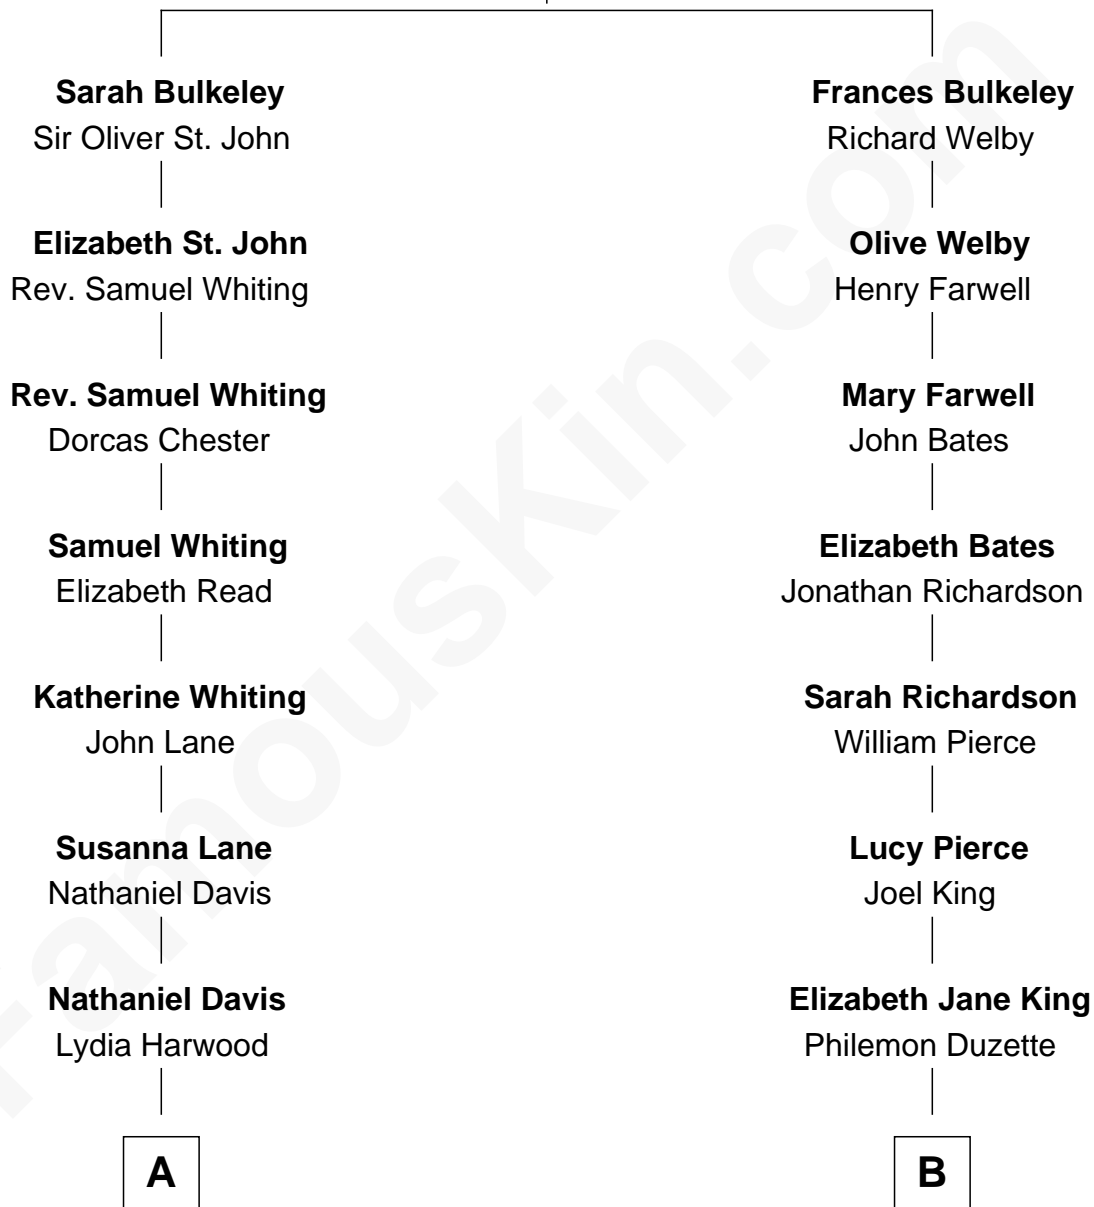 Sarah Bulkeley
Sir Oliver St. John
Elizabeth St. John
Rev. Samuel Whiting
Rev. Samuel Whiting
Dorcas Chester
Samuel Whiting
Elizabeth Read
Katherine Whiting
John Lane
Susanna Lane
Nathaniel Davis
Nathaniel Davis
Lydia Harwood
A
Frances Bulkeley
Richard Welby
Olive Welby
Henry Farwell
Mary Farwell
John Bates
Elizabeth Bates
Jonathan Richardson
Sarah Richardson
William Pierce
Lucy Pierce
Joel King
Elizabeth Jane King
Philemon Duzette
B
FamousKin.com